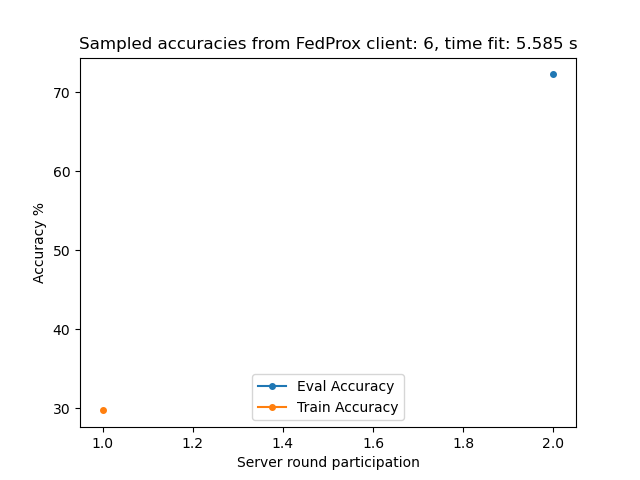 Sampled accuracies from FedProx client: 6, time fit: 5.585 s
70
60
50
40
30
Accuracy %
Eval Accuracy
Train Accuracy
1.0 1.2 1.4 1.6 1.8 2.0
Server round participation